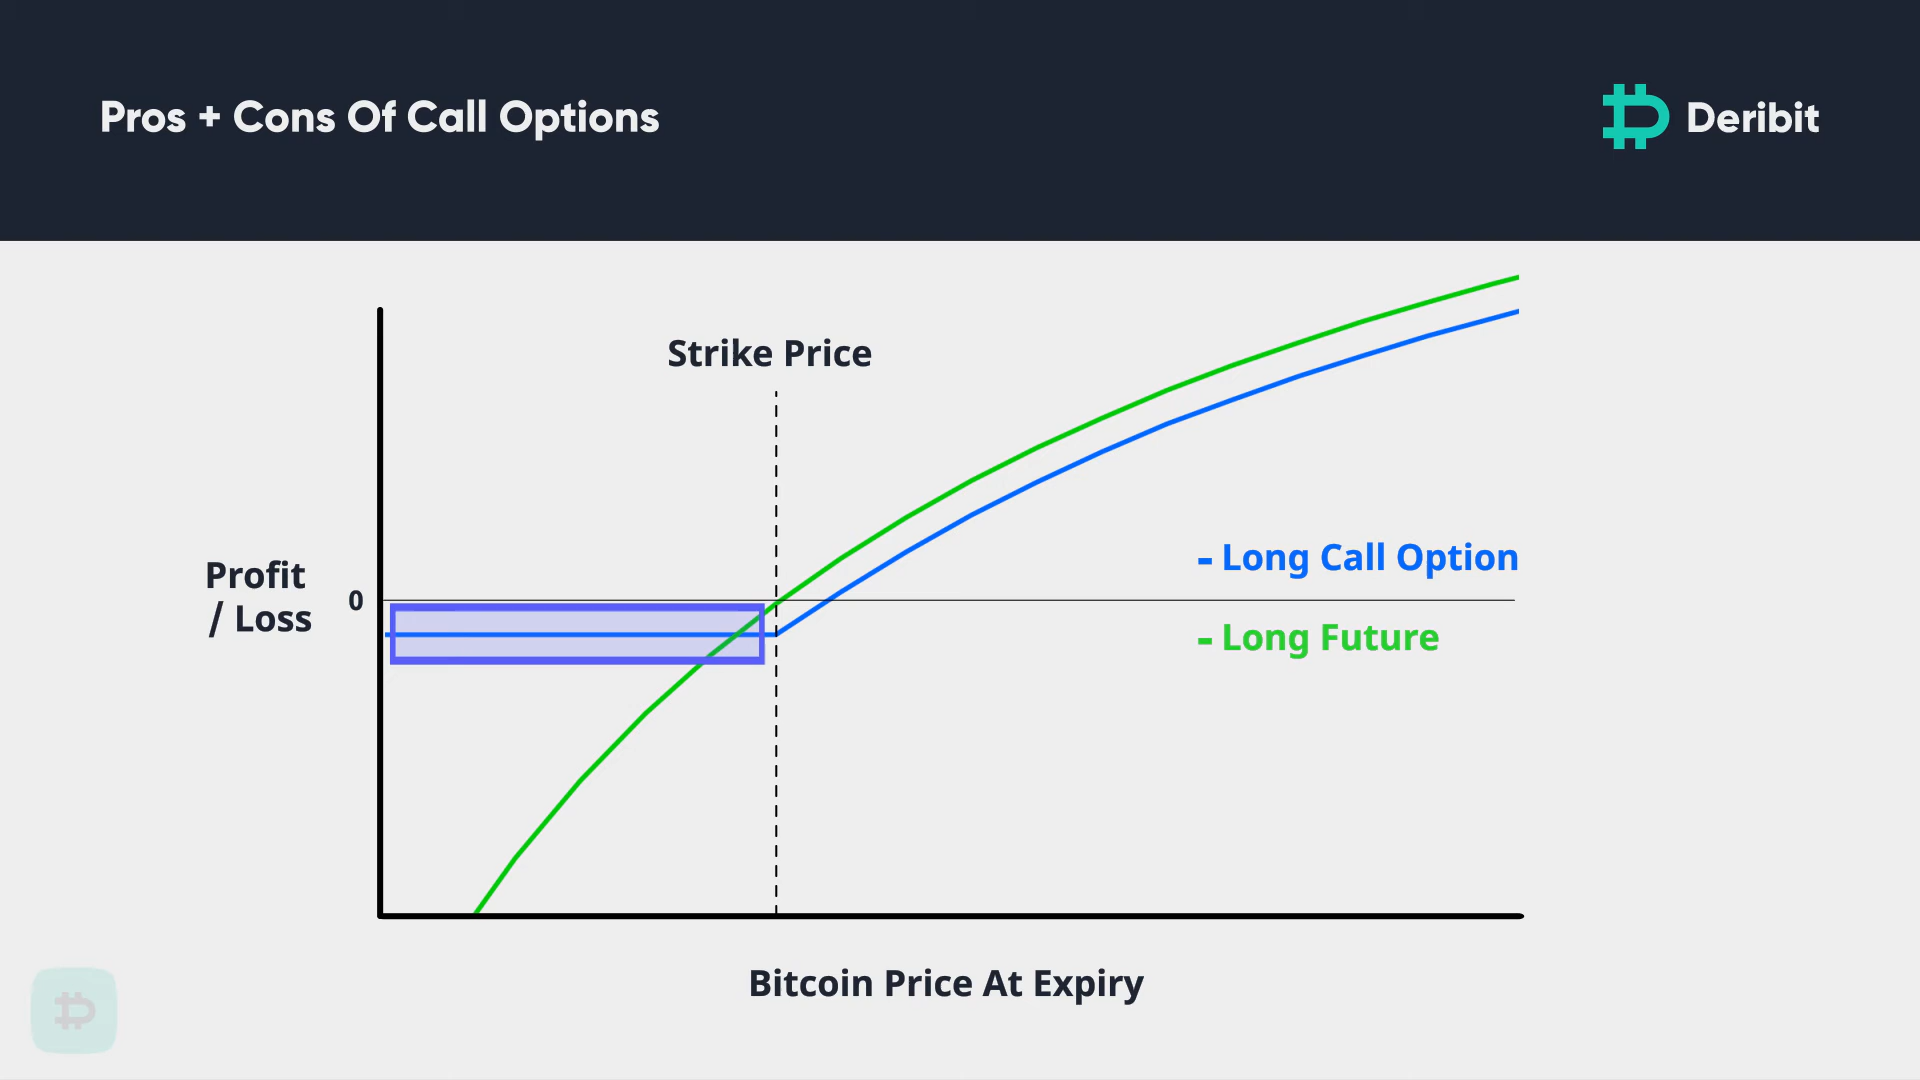 Pros + Cons Of Call Options
Deribit
Strike Price
Profit
/ Loss
0
- Long Call Option
- Long Future
Bitcoin Price At Expiry